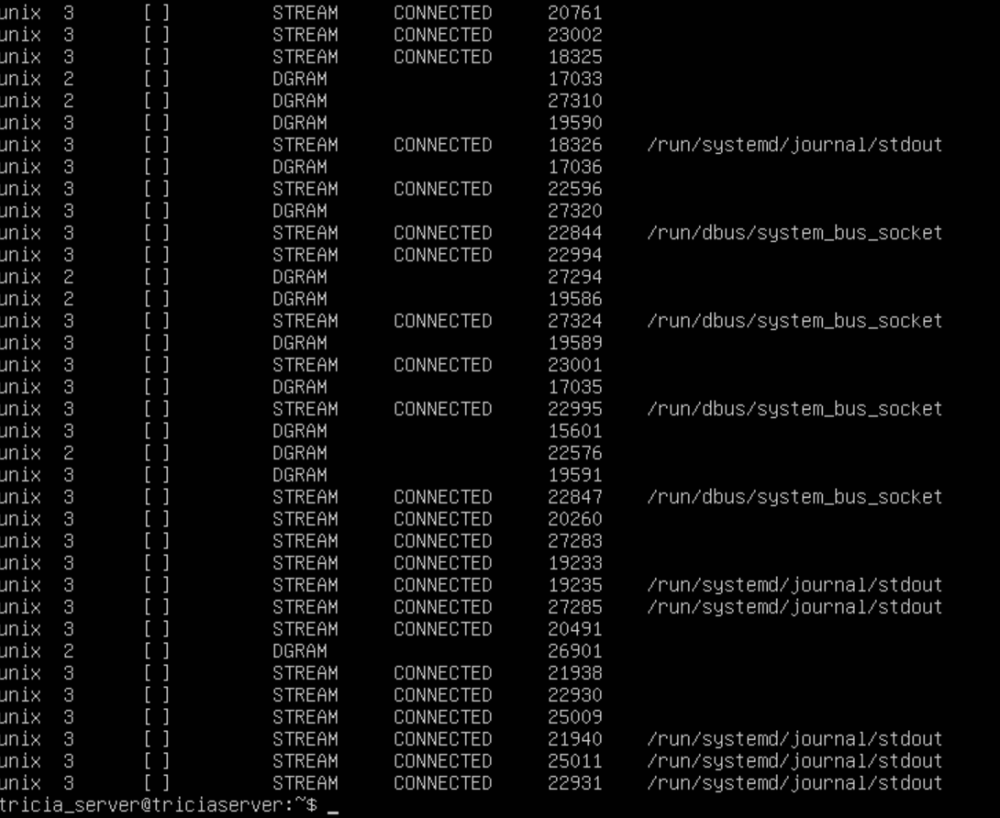 unix 3 [ ] STREAM CONNECTED 20761
unix 3 [ ] STREAM CONNECTED 23002
unix 3 [ ] STREAM CONNECTED 18325
unix 2 [ ] DGRAM 17033
unix 2 [ ] DGRAM 27310
unix 3 [ ] DGRAM 19590
unix 3 [ ] STREAM CONNECTED 18326 /run/systemd/journal/stdout
unix 3 [ ] DGRAM 17036
unix 3 [ ] STREAM CONNECTED 22596
unix 3 [ ] DGRAM 27320
unix 3 [ ] STREAM CONNECTED 22844 /run/dbus/system_bus_socket
unix 3 [ ] STREAM CONNECTED 22994
unix 2 [ ] DGRAM 27294
unix 2 [ ] DGRAM 19586
unix 3 [ ] STREAM CONNECTED 27324 /run/dbus/system_bus_socket
unix 3 [ ] DGRAM 19589
unix 3 [ ] STREAM CONNECTED 23001
unix 3 [ ] DGRAM 17035
unix 3 [ ] STREAM CONNECTED 22995 /run/dbus/system_bus_socket
unix 3 [ ] DGRAM 15601
unix 2 [ ] DGRAM 22576
unix 3 [ ] DGRAM 19591
unix 3 [ ] STREAM CONNECTED 22847 /run/dbus/system_bus_socket
unix 3 [ ] STREAM CONNECTED 20260
unix 3 [ ] STREAM CONNECTED 27283
unix 3 [ ] STREAM CONNECTED 19233
unix 3 [ ] STREAM CONNECTED 19235 /run/systemd/journal/stdout
unix 3 [ ] STREAM CONNECTED 27285 /run/systemd/journal/stdout
unix 3 [ ] STREAM CONNECTED 20491
unix 2 [ ] DGRAM 26901
unix 3 [ ] STREAM CONNECTED 21938
unix 3 [ ] STREAM CONNECTED 22930
unix 3 [ ] STREAM CONNECTED 25009
unix 3 [ ] STREAM CONNECTED 21940 /run/systemd/journal/stdout
unix 3 [ ] STREAM CONNECTED 25011 /run/systemd/journal/stdout
unix 3 [ ] STREAM CONNECTED 22931 /run/systemd/journal/stdout
tricia_server@triciaserver:~$ _